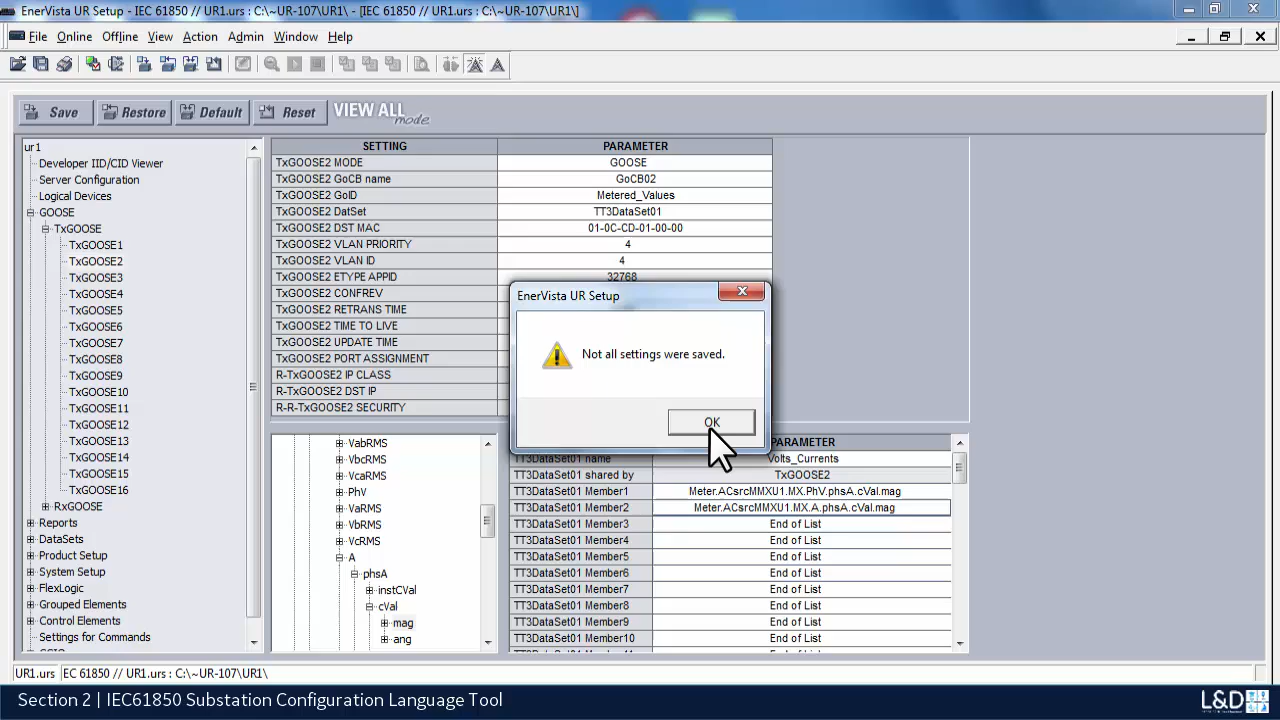 EnerVista UR Setup - IEC 61850 // UR1.urs : C:\~UR-107\UR1\ - [IEC 61850 // UR1.urs : C:\~UR-107\UR1\]
File Online Offline View Action Admin Window Help
Save Restore Default Reset VIEW ALL mode
ur1
Developer IID/CID Viewer
Server Configuration
Logical Devices
GOOSE
TxGOOSE
TxGOOSE1
TxGOOSE2
TxGOOSE3
TxGOOSE4
TxGOOSE5
TxGOOSE6
TxGOOSE7
TxGOOSE8
TxGOOSE9
TxGOOSE10
TxGOOSE11
TxGOOSE12
TxGOOSE13
TxGOOSE14
TxGOOSE15
TxGOOSE16
RxGOOSE
Reports
DataSets
Product Setup
System Setup
FlexLogic
Grouped Elements
Control Elements
Settings for Commands
SETTING PARAMETER
TxGOOSE2 MODE GOOSE
TxGOOSE2 GoCB name GoCB02
TxGOOSE2 GoID Metered_Values
TxGOOSE2 DatSet TT3DataSet01
TxGOOSE2 DST MAC 01-0C-CD-01-00-00
TxGOOSE2 VLAN PRIORITY 4
TxGOOSE2 VLAN ID 4
TxGOOSE2 ETYPE APPID 32768
TxGOOSE2 CONFREV
TxGOOSE2 RETRANS TIME
TxGOOSE2 TIME TO LIVE
TxGOOSE2 UPDATE TIME
TxGOOSE2 PORT ASSIGNMENT
R-TxGOOSE2 IP CLASS
R-TxGOOSE2 DST IP
R-R-TxGOOSE2 SECURITY
EnerVista UR Setup
Not all settings were saved.
OK
VabRMS
VbcRMS
VcaRMS
PhV
VaRMS
VbRMS
VcRMS
A
phsA
instCVal
cVal
mag
ang
PARAMETER
TT3DataSet01 name Volts_Currents
TT3DataSet01 shared by TxGOOSE2
TT3DataSet01 Member1 Meter.ACsrcMMXU1.MX.PhV.phsA.cVal.mag
TT3DataSet01 Member2 Meter.ACsrcMMXU1.MX.A.phsA.cVal.mag
TT3DataSet01 Member3 End of List
TT3DataSet01 Member4 End of List
TT3DataSet01 Member5 End of List
TT3DataSet01 Member6 End of List
TT3DataSet01 Member7 End of List
TT3DataSet01 Member8 End of List
TT3DataSet01 Member9 End of List
TT3DataSet01 Member10 End of List
UR1.urs EC 61850 // UR1.urs : C:\~UR-107\UR1\
Section 2 | IEC61850 Substation Configuration Language Tool
L&D